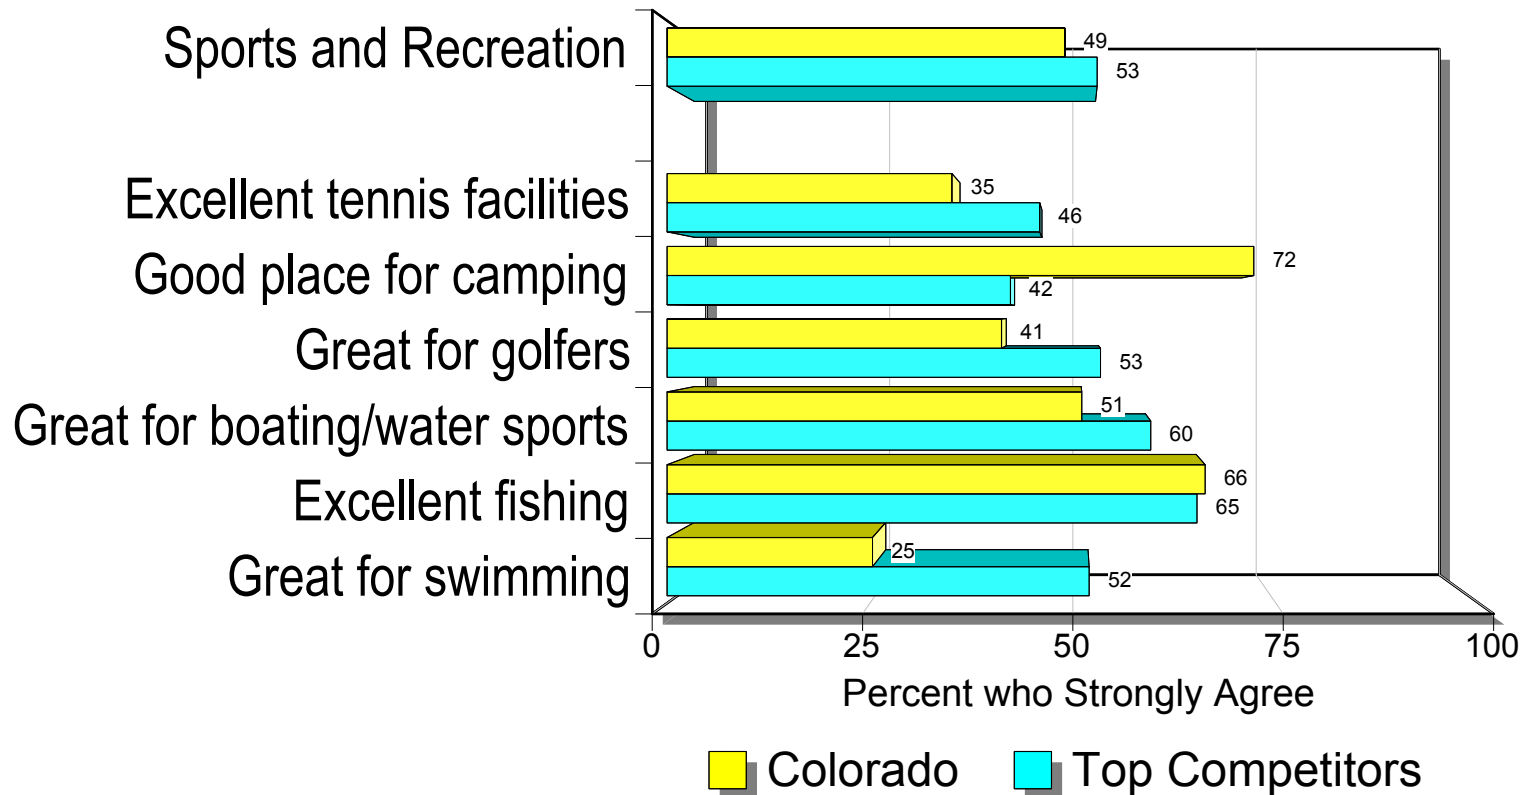 Sports and Recreation
49
53
Excellent tennis facilities
35
46
Good place for camping
72
42
Great for golfers
41
53
Great for boating/water sports
51
60
Excellent fishing
66
65
Great for swimming
25
52
0 25 50 75 100
Percent who Strongly Agree
Colorado Top Competitors